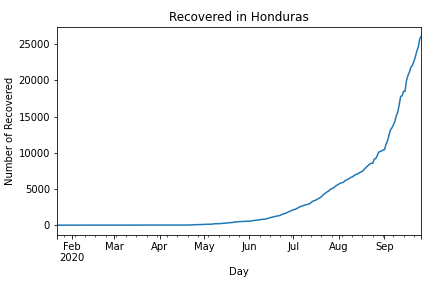 Recovered in Honduras
Number of Recovered
25000
20000
15000
10000
5000
0
Feb Mar Apr May Jun Jul Aug Sep
2020
Day